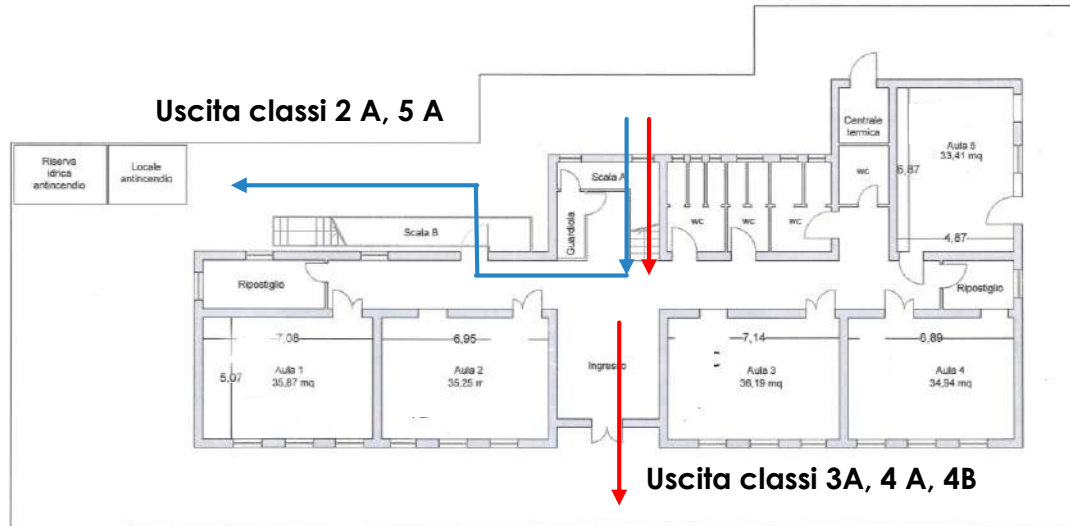 Uscita classi 2 A, 5 A
Riserva
idrica
antincendio
Locale
antincendio
Scala A
Guardiola
Scala B
wc
wc
wc
Centrale
termica
wc
Aula 5
33,41 mq
6,87
4,87
Ripostiglio
Ripostiglio
7,08
5,07
Aula 1
35,87 mq
6,95
Aula 2
Ingresso
7,14
Aula 3
36,19 mq
6,89
Aula 4
34,94 mq
Uscita classi 3A, 4 A, 4B